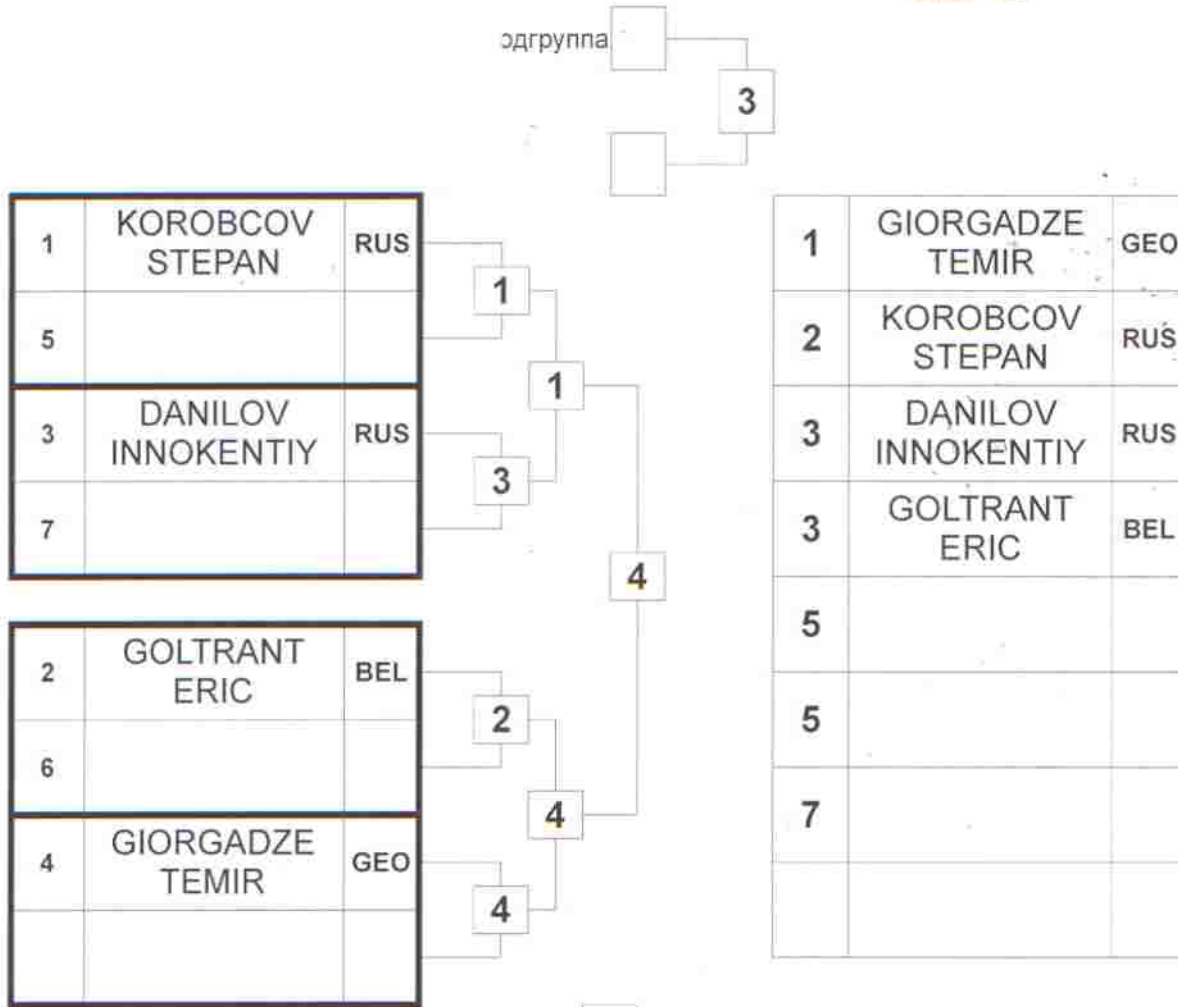 одгруппа
3
1 KOROBCOV STEPAN RUS
5
3 DANILOV INNOKENTIY RUS
7
1
3
1
4
2 GOLTRANT ERIC BEL
6
4 GIORGADZE TEMIR GEO
2
4
4
1 GIORGADZE TEMIR GEO
2 KOROBCOV STEPAN RUS
3 DANILOV INNOKENTIY RUS
3 GOLTRANT ERIC BEL
5
5
7